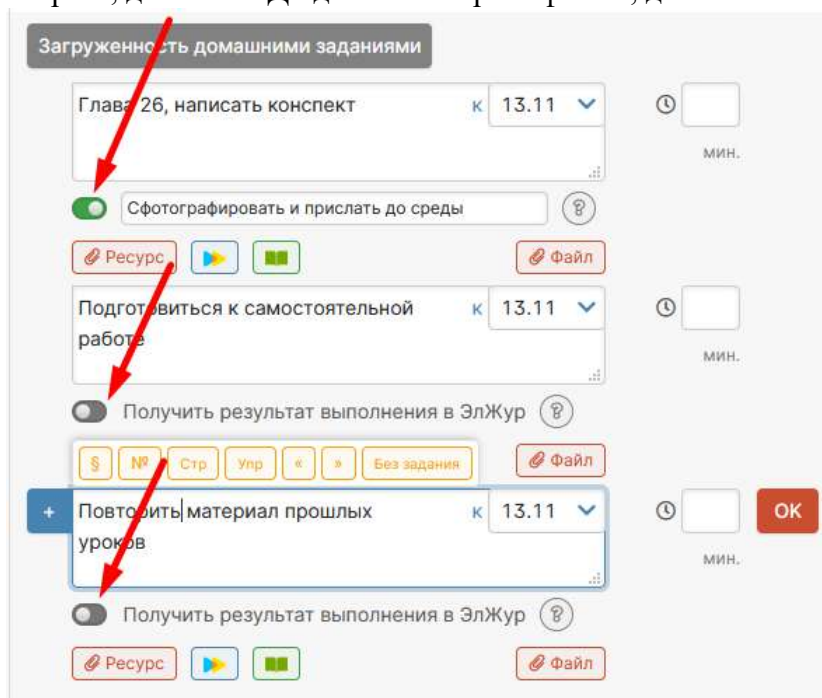 Загруженность домашними заданиями
Глава 26, написать конспект к 13.11
мин.
Сфотографировать и прислать до среды ?
Ресурс Файл
Подготовиться к самостоятельной к 13.11
работе
мин.
Получить результат выполнения в ЭлЖур ?
§ № Стр Упр « » Без задания Файл
+ Повторить материал прошлых к 13.11 ОК
уроков
мин.
Получить результат выполнения в ЭлЖур ?
Ресурс Файл